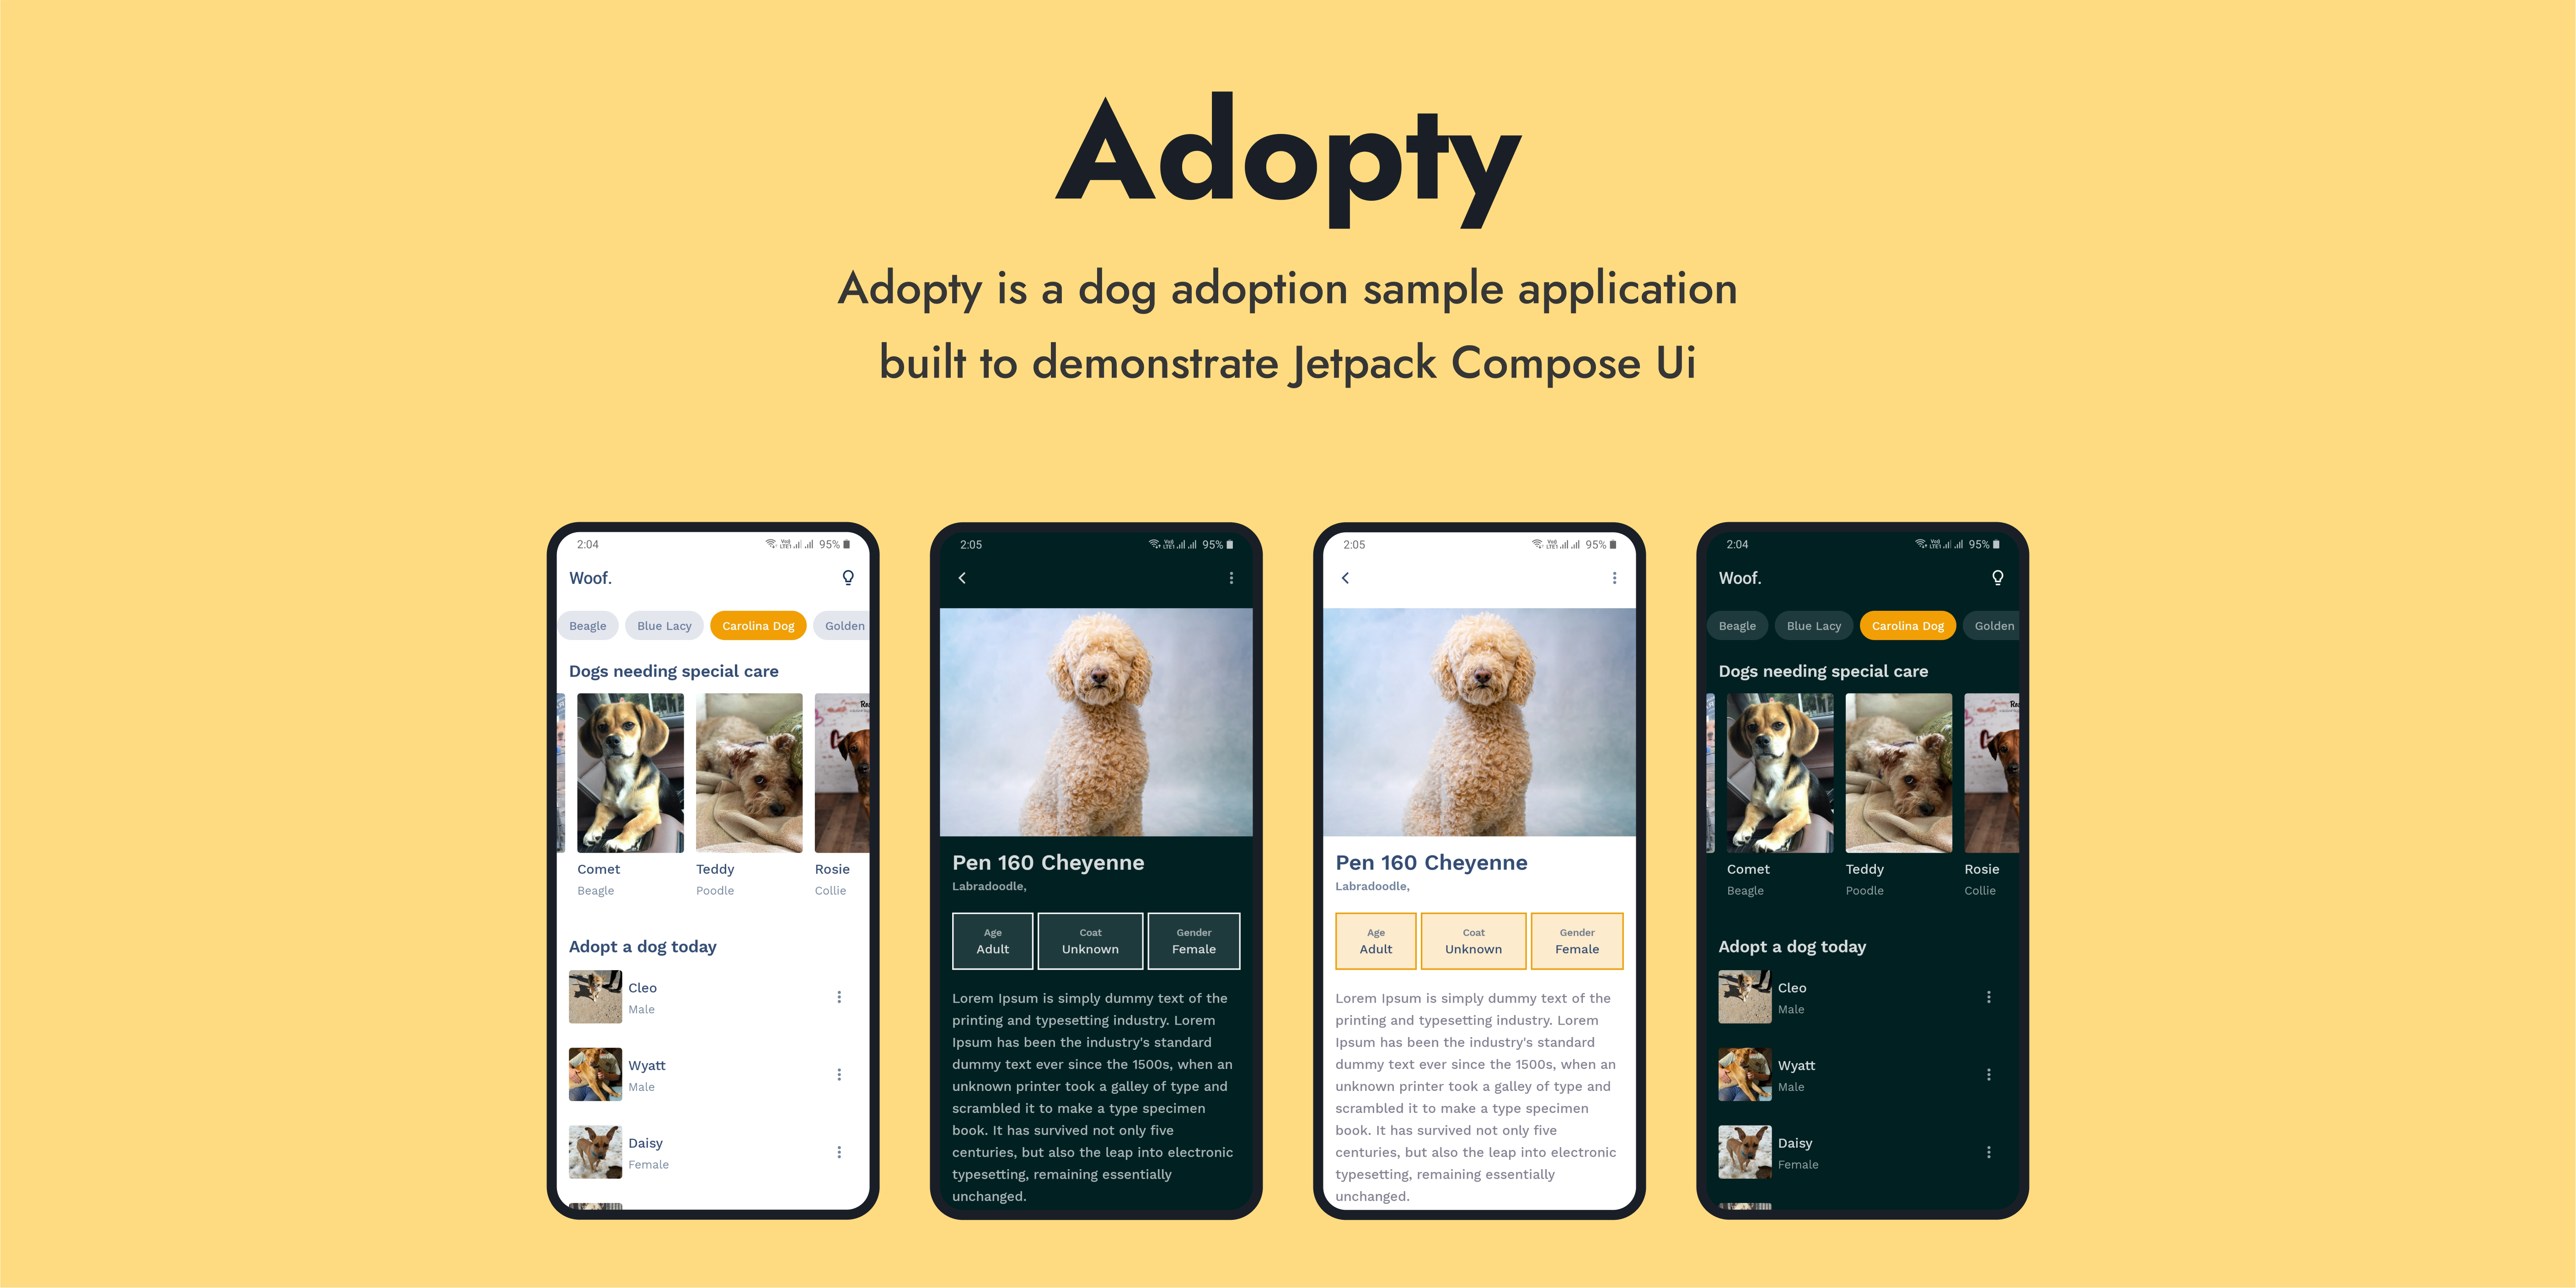 Adopty
Adopty is a dog adoption sample application
built to demonstrate Jetpack Compose Ui
2:04
95%
Woof.
Beagle
Blue Lacy
Carolina Dog
Golden
Dogs needing special care
Comet
Teddy
Rosie
Beagle
Poodle
Collie
Adopt a dog today
Cleo
Male
Wyatt
Male
Daisy
Female
2:05
95%
Pen 160 Cheyenne
Labradoodle,
Age
Coat
Gender
Adult
Unknown
Female
Lorem Ipsum is simply dummy text of the
printing and typesetting industry. Lorem
Ipsum has been the industry's standard
dummy text ever since the 1500s, when an
unknown printer took a galley of type and
scrambled it to make a type specimen
book. It has survived not only five
centuries, but also the leap into electronic
typesetting, remaining essentially
unchanged.
2:05
95%
Pen 160 Cheyenne
Labradoodle,
Age
Coat
Gender
Adult
Unknown
Female
Lorem Ipsum is simply dummy text of the
printing and typesetting industry. Lorem
Ipsum has been the industry's standard
dummy text ever since the 1500s, when an
unknown printer took a galley of type and
scrambled it to make a type specimen
book. It has survived not only five
centuries, but also the leap into electronic
typesetting, remaining essentially
unchanged.
2:04
95%
Woof.
Beagle
Blue Lacy
Carolina Dog
Golden
Dogs needing special care
Comet
Teddy
Rosie
Beagle
Poodle
Collie
Adopt a dog today
Cleo
Male
Wyatt
Male
Daisy
Female